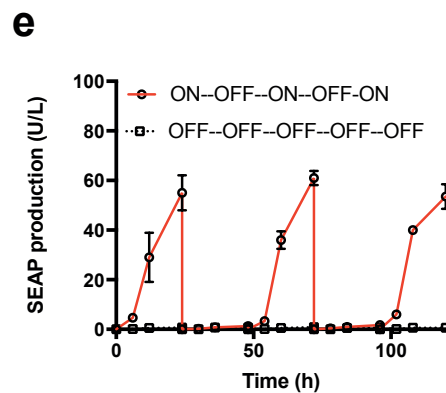 e
100
80
60
40
20
0
SEAP production (U/L)
ON--OFF--ON--OFF-ON
OFF--OFF--OFF--OFF--OFF
0 50 100
Time (h)